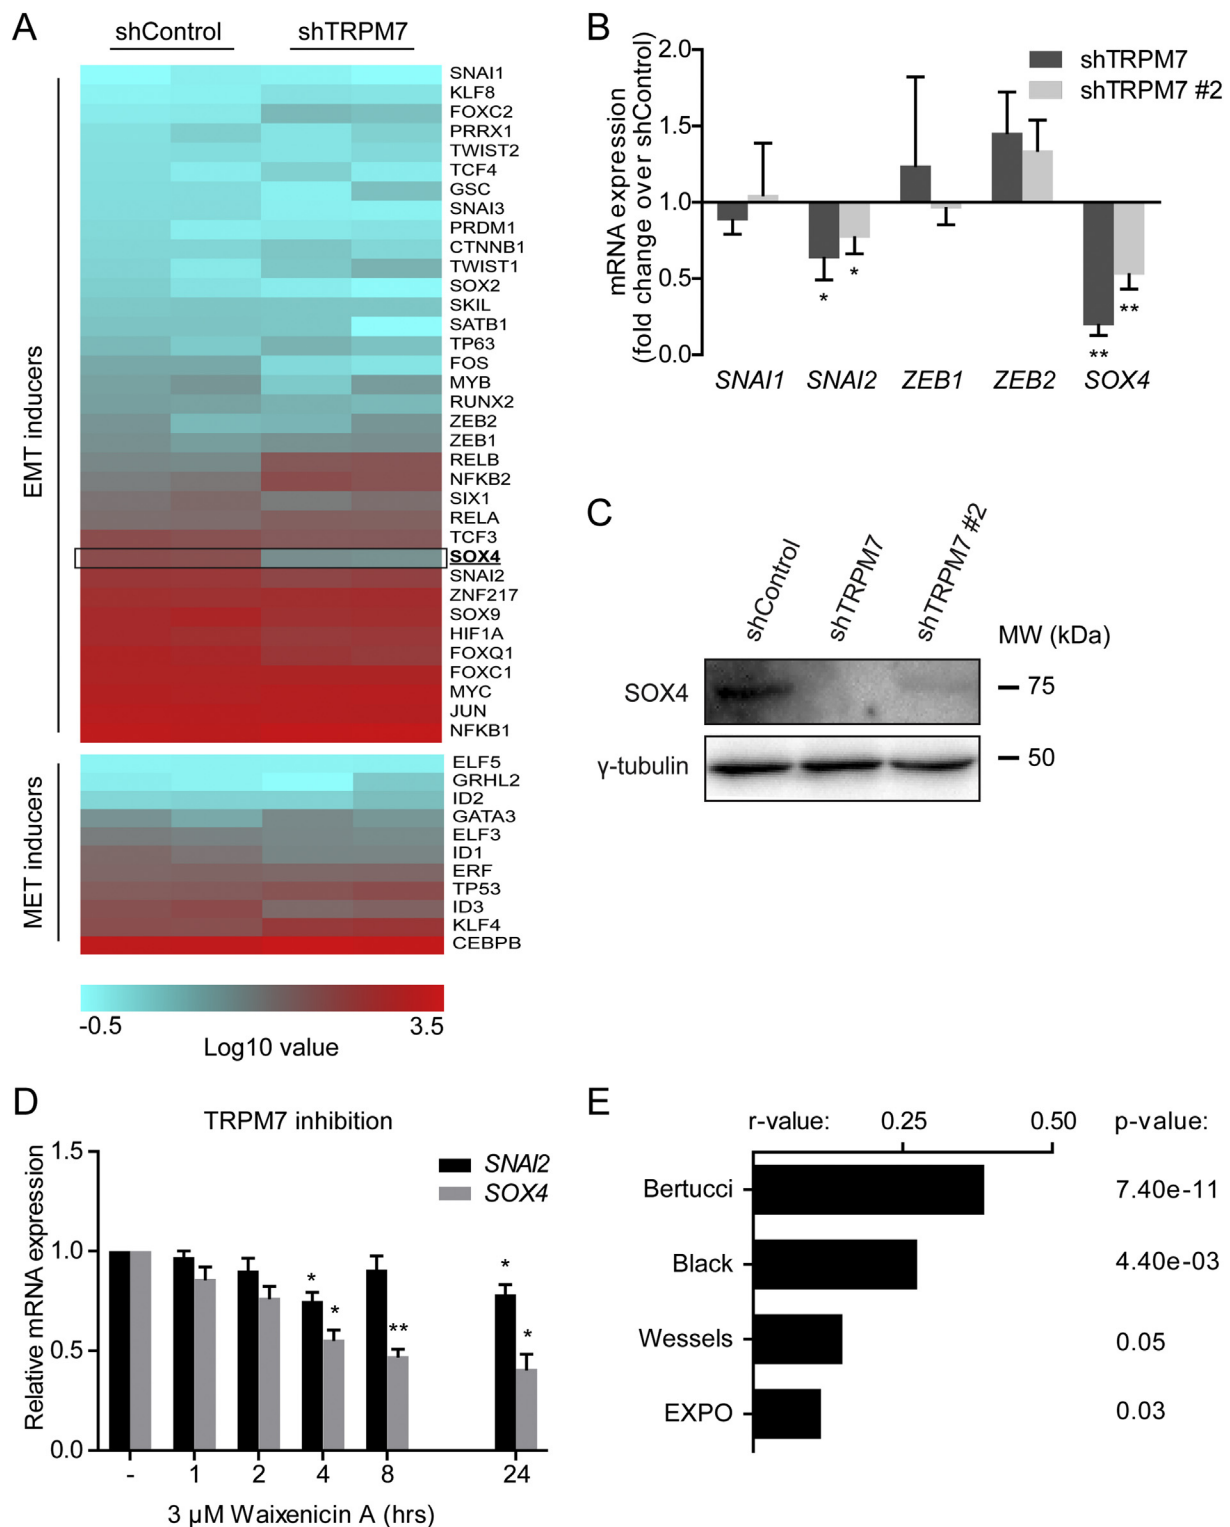 A
shControl
shTRPM7
EMT inducers
SNAI1
KLF8
FOXC2
PRRX1
TWIST2
TCF4
GSC
SNAI3
PRDM1
CTNNB1
TWIST1
SOX2
SKIL
SATB1
TP63
FOS
MYB
RUNX2
ZEB2
ZEB1
RELB
NFKB2
SIX1
RELA
TCF3
SOX4
SNAI2
ZNF217
SOX9
HIF1A
FOXQ1
FOXC1
MYC
JUN
NFKB1
MET inducers
ELF5
GRHL2
ID2
GATA3
ELF3
ID1
ERF
TP53
ID3
KLF4
CEBPB
-0.5
3.5
Log10 value
B
mRNA expression
(fold change over shControl)
2.0
1.5
1.0
0.5
0.0
shTRPM7
shTRPM7 #2
*
*
**
**
SNAI1
SNAI2
ZEB1
ZEB2
SOX4
C
shControl
shTRPM7
shTRPM7 #2
MW (kDa)
SOX4
75
γ-tubulin
50
D
TRPM7 inhibition
Relative mRNA expression
1.5
1.0
0.5
0.0
SNAI2
SOX4
*
*
**
*
*
-
1
2
4
8
24
3 µM Waixenicin A (hrs)
E
r-value:
0.25
0.50
p-value:
Bertucci
7.40e-11
Black
4.40e-03
Wessels
0.05
EXPO
0.03